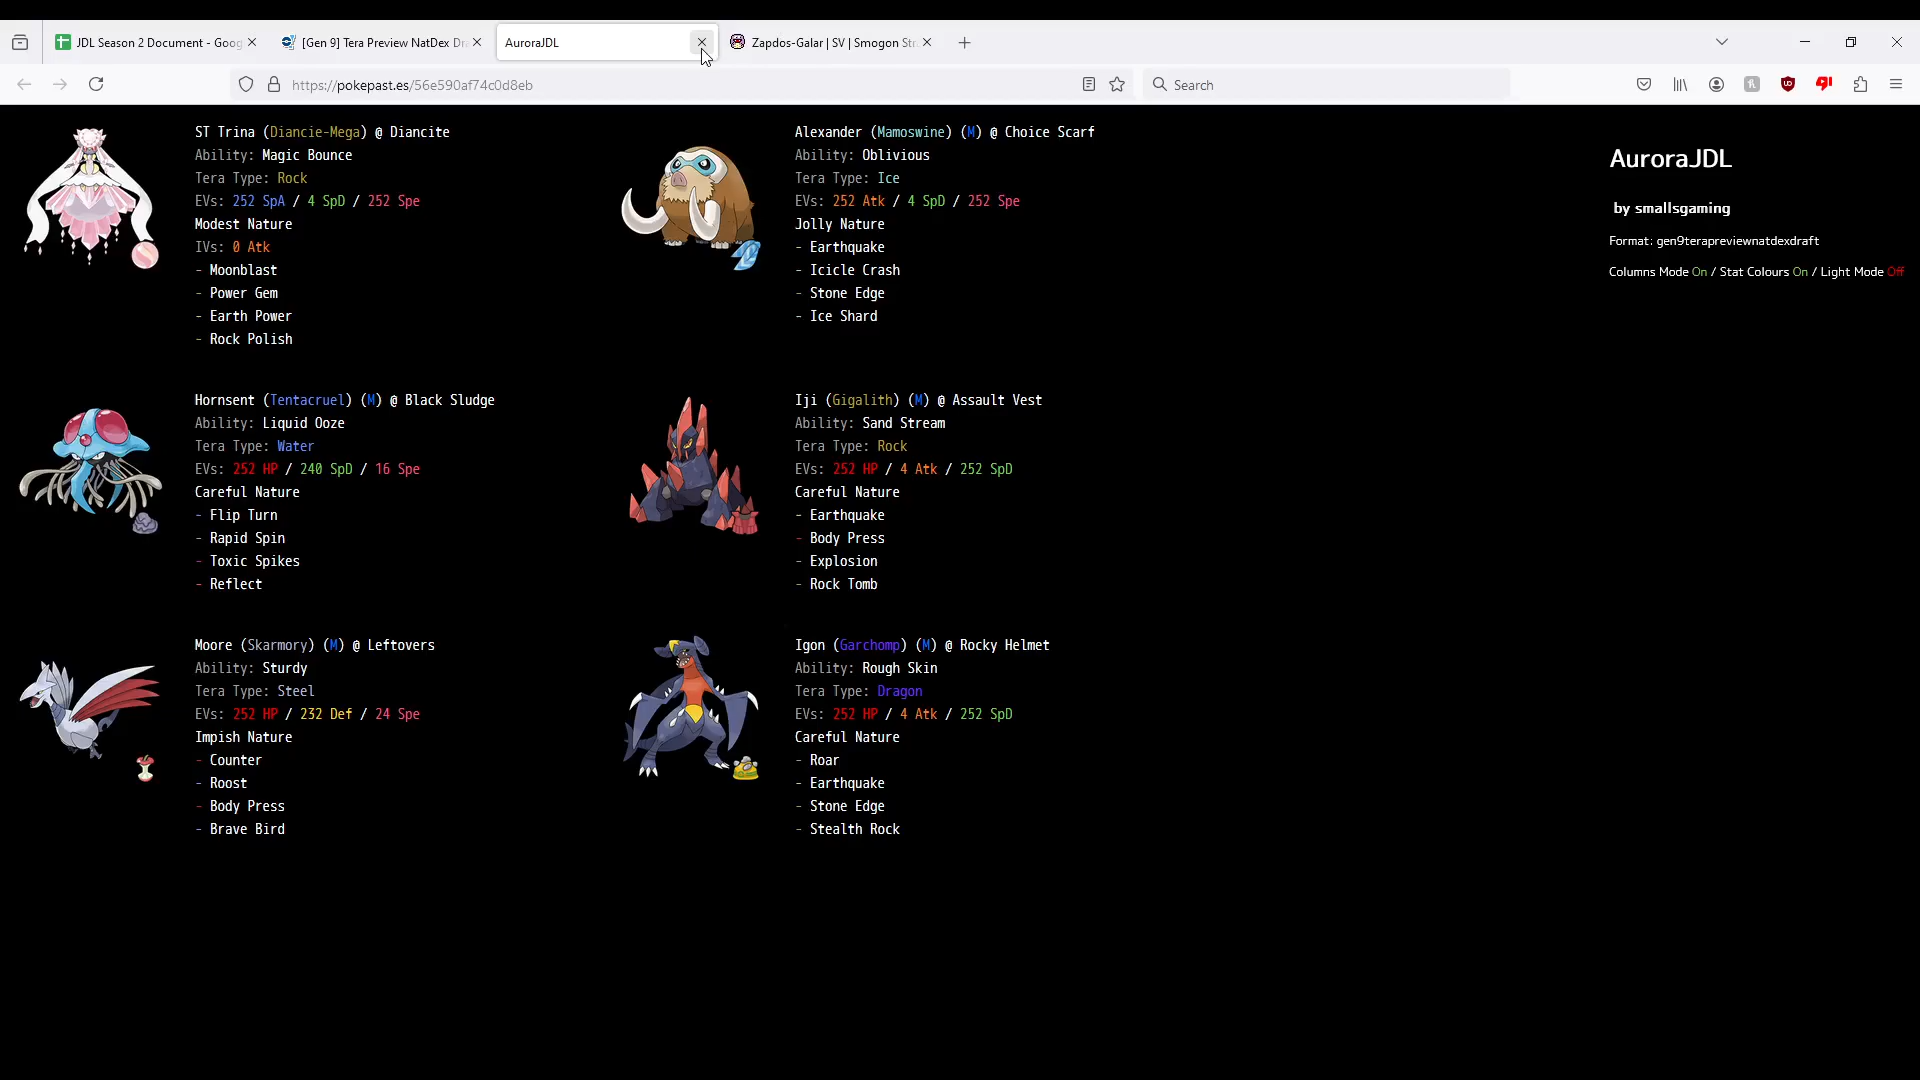 JDL Season 2 Document - Goog
[Gen 9] Tera Preview NatDex Dr
AuroraJDL
Zapdos-Galar | SV | Smogon Str
https://pokepast.es/56e590af74c0d8eb
Search
ST Trina (Diancie-Mega) @ Diancite
Ability: Magic Bounce
Tera Type: Rock
EVs: 252 SpA / 4 SpD / 252 Spe
Modest Nature
IVs: 0 Atk
- Moonblast
- Power Gem
- Earth Power
- Rock Polish
Alexander (Mamoswine) (M) @ Choice Scarf
Ability: Oblivious
Tera Type: Ice
EVs: 252 Atk / 4 SpD / 252 Spe
Jolly Nature
- Earthquake
- Icicle Crash
- Stone Edge
- Ice Shard
Hornsent (Tentacruel) (M) @ Black Sludge
Ability: Liquid Ooze
Tera Type: Water
EVs: 252 HP / 240 SpD / 16 Spe
Careful Nature
- Flip Turn
- Rapid Spin
- Toxic Spikes
- Reflect
Iji (Gigalith) (M) @ Assault Vest
Ability: Sand Stream
Tera Type: Rock
EVs: 252 HP / 4 Atk / 252 SpD
Careful Nature
- Earthquake
- Body Press
- Explosion
- Rock Tomb
Moore (Skarmory) (M) @ Leftovers
Ability: Sturdy
Tera Type: Steel
EVs: 252 HP / 232 Def / 24 Spe
Impish Nature
- Counter
- Roost
- Body Press
- Brave Bird
Igon (Garchomp) (M) @ Rocky Helmet
Ability: Rough Skin
Tera Type: Dragon
EVs: 252 HP / 4 Atk / 252 SpD
Careful Nature
- Roar
- Earthquake
- Stone Edge
- Stealth Rock
AuroraJDL
by smallsgaming
Format: gen9terapreviewnatdexdraft
Columns Mode On / Stat Colours On / Light Mode Off